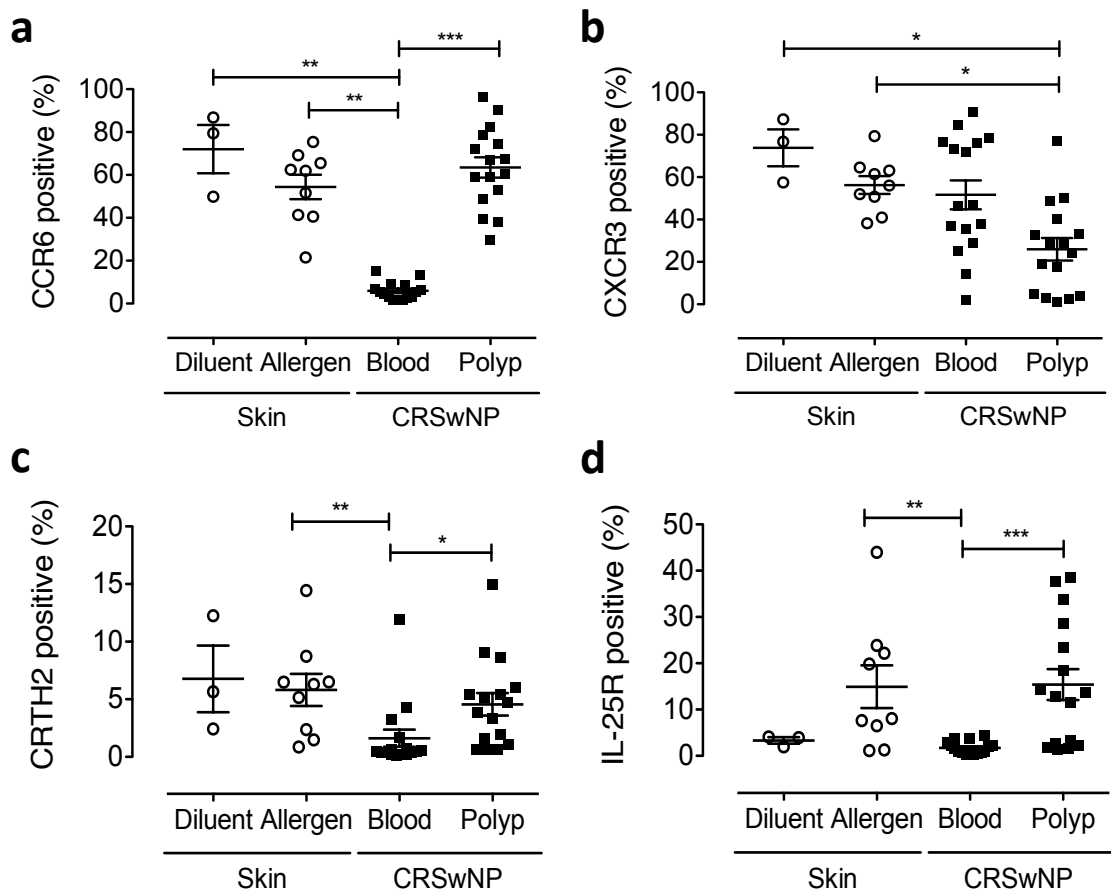 a
***
**
**
CCR6 positive (%)
100
80
60
40
20
0
Diluent Allergen Blood Polyp
Skin CRSwNP
b
*
*
CXCR3 positive (%)
100
80
60
40
20
0
Diluent Allergen Blood Polyp
Skin CRSwNP
c
**
*
CRTH2 positive (%)
20
15
10
5
0
Diluent Allergen Blood Polyp
Skin CRSwNP
d
**
***
IL-25R positive (%)
50
40
30
20
10
0
Diluent Allergen Blood Polyp
Skin CRSwNP